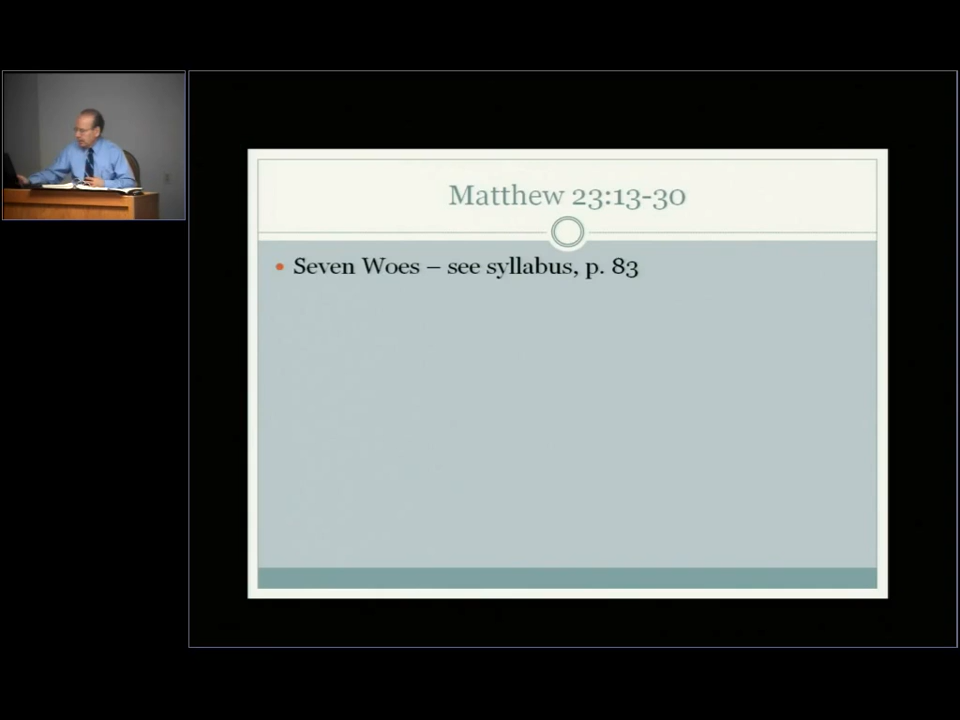 Matthew 23:13-30
• Seven Woes – see syllabus, p. 83